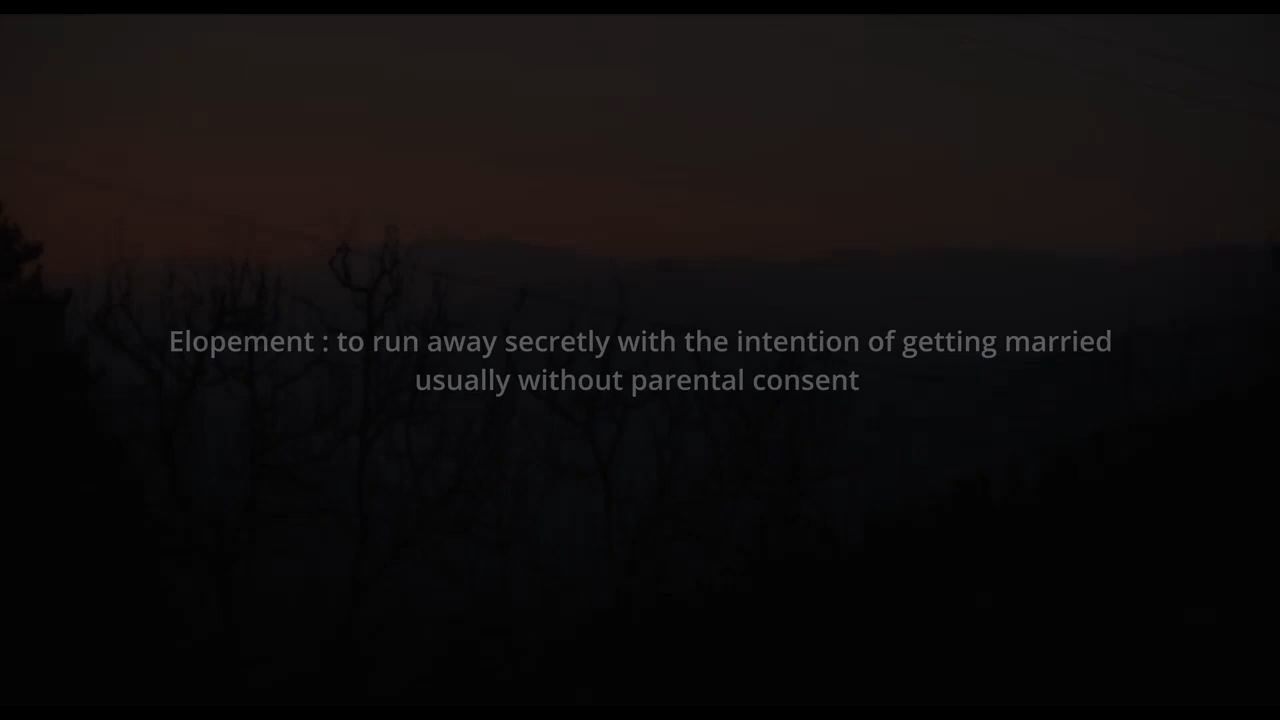 Elopement : to run away secretly with the intention of getting married
usually without parental consent